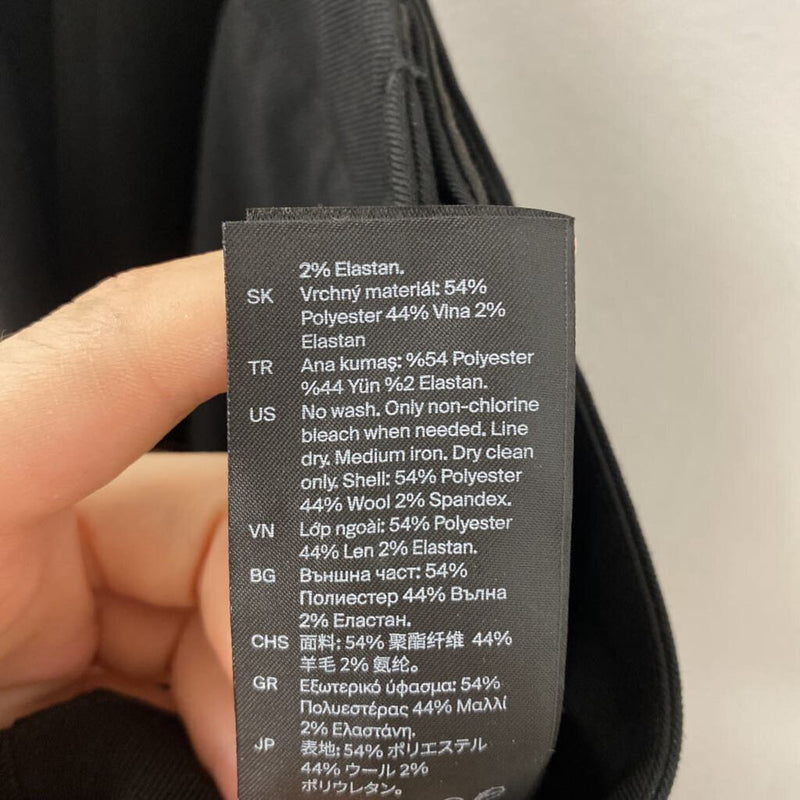 2% Elastan.
SK Vrchný materiál: 54%
Polyester 44% Vlna 2%
Elastan
TR Ana kumaş: %54 Polyester
%44 Yün %2 Elastan.
US No wash. Only non-chlorine
bleach when needed. Line
dry. Medium iron. Dry clean
only. Shell: 54% Polyester
44% Wool 2% Spandex.
VN Lớp ngoài: 54% Polyester
44% Len 2% Elastan.
BG Външна част: 54%
Полиестер 44% Вълна
2% Еластан.
CHS 面料: 54% 聚酯纤维 44%
羊毛 2% 氨纶。
GR Εξωτερικό ύφασμα: 54%
Πολυεστέρας 44% Μαλλί
2% Ελαστάνη.
JP 表地; 54% ポリエステル
44% ウール 2%
ポリウレタン。